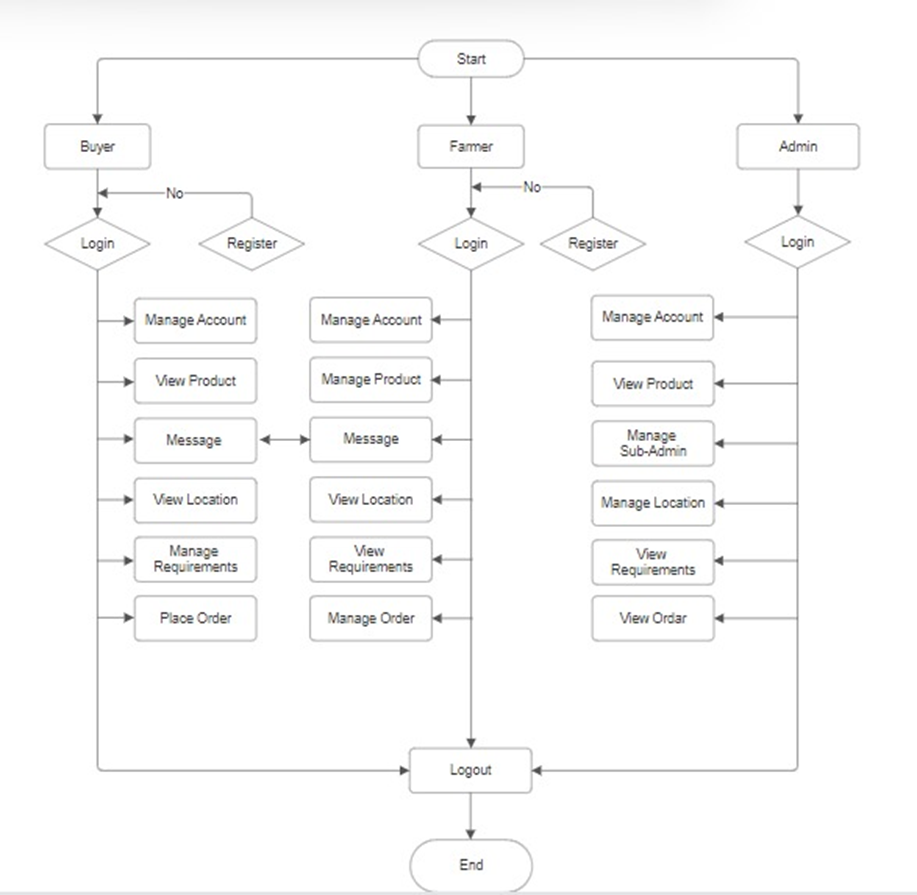 Start
Buyer
Farmer
Admin
No
No
Login
Register
Login
Register
Login
Manage Account
Manage Account
Manage Account
View Product
Manage Product
View Product
Message
Message
Manage
Sub-Admin
View Location
View Location
Manage Location
Manage
Requirements
View
Requirements
View
Requirements
Place Order
Manage Order
View Ordar
Logout
End